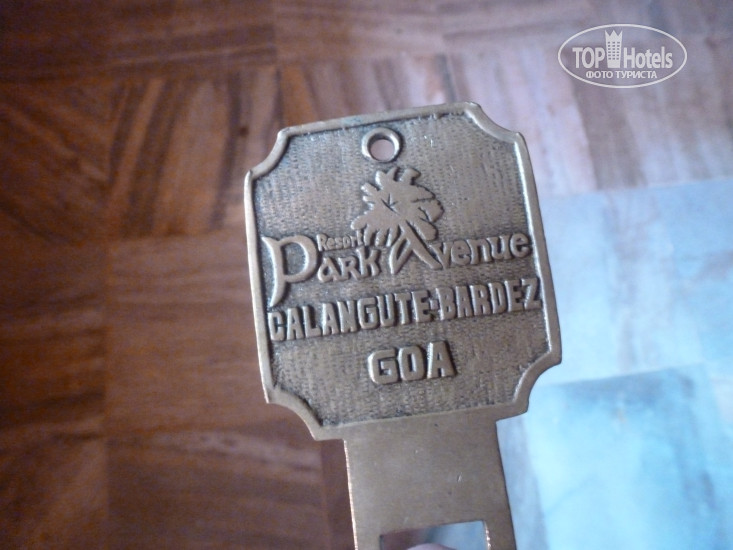 TOP Hotels
ФОТО ТУРИСТА
Resort
Park Avenue
CALANGUTE-BARDEZ
GOA